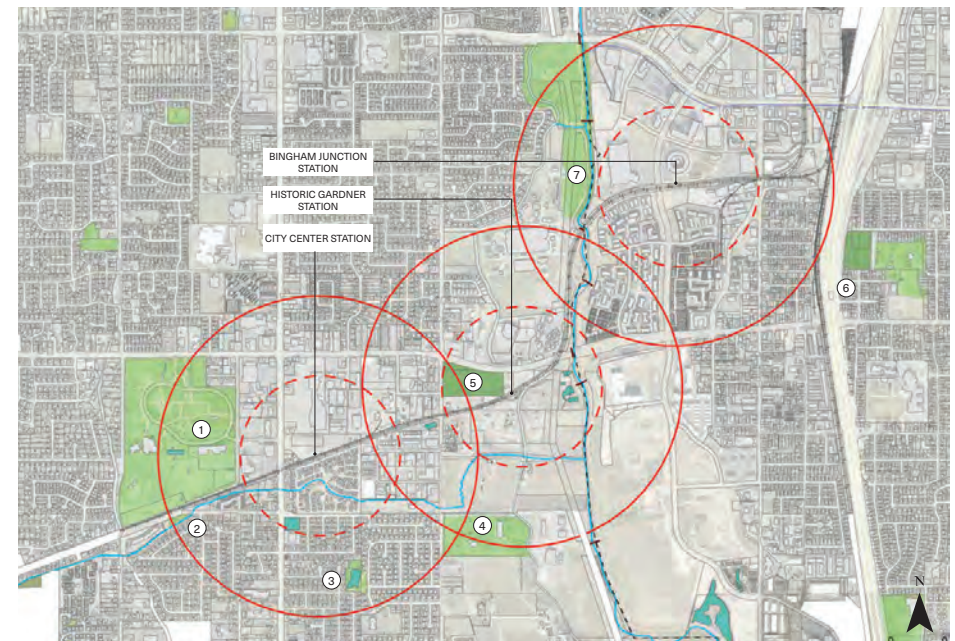 BINGHAM JUNCTION
STATION
HISTORIC GARDNER
STATION
CITY CENTER STATION
7
6
5
1
4
2
3
N